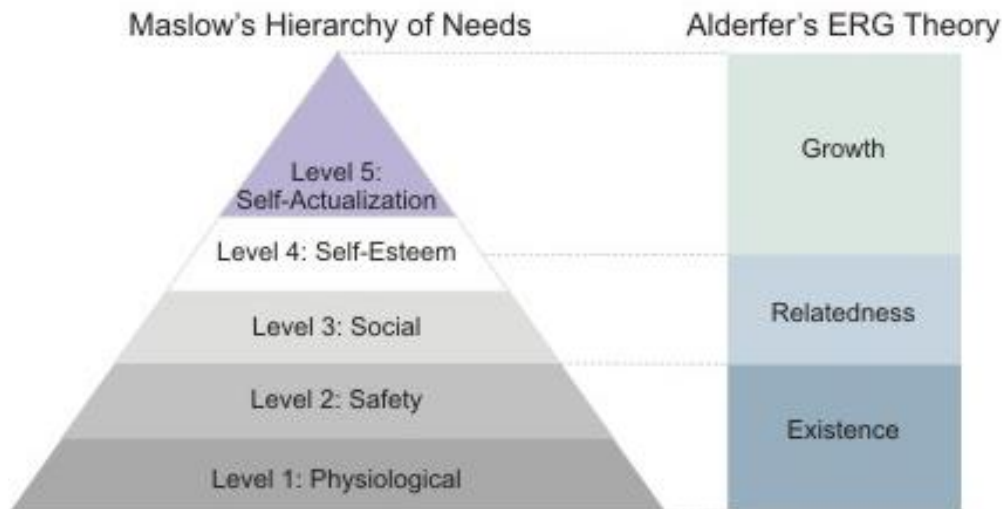 Maslow's Hierarchy of Needs
Alderfer's ERG Theory
Level 5:
Self-Actualization
Level 4: Self-Esteem
Level 3: Social
Level 2: Safety
Level 1: Physiological
Growth
Relatedness
Existence